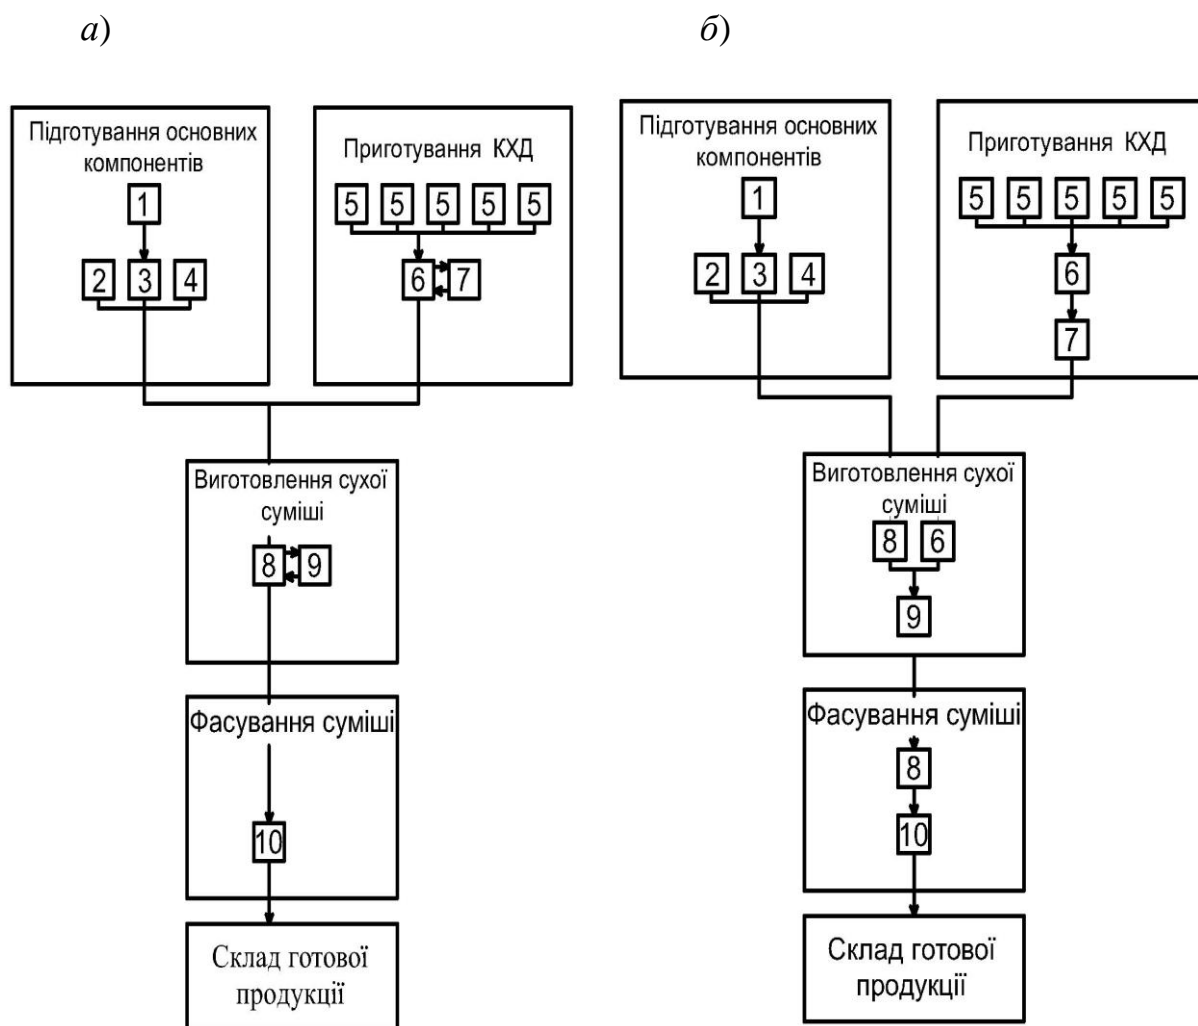 а)
Підготування основних
компонентів
1
2 3 4
Приготування КХД
5 5 5 5 5
6 7
Виготовлення сухої
суміші
8 9
Фасування суміші
10
Склад готової
продукції
б)
Підготування основних
компонентів
1
2 3 4
Приготування КХД
5 5 5 5 5
6
7
Виготовлення сухої
суміші
8 6
9
Фасування суміші
8
10
Склад готової
продукції